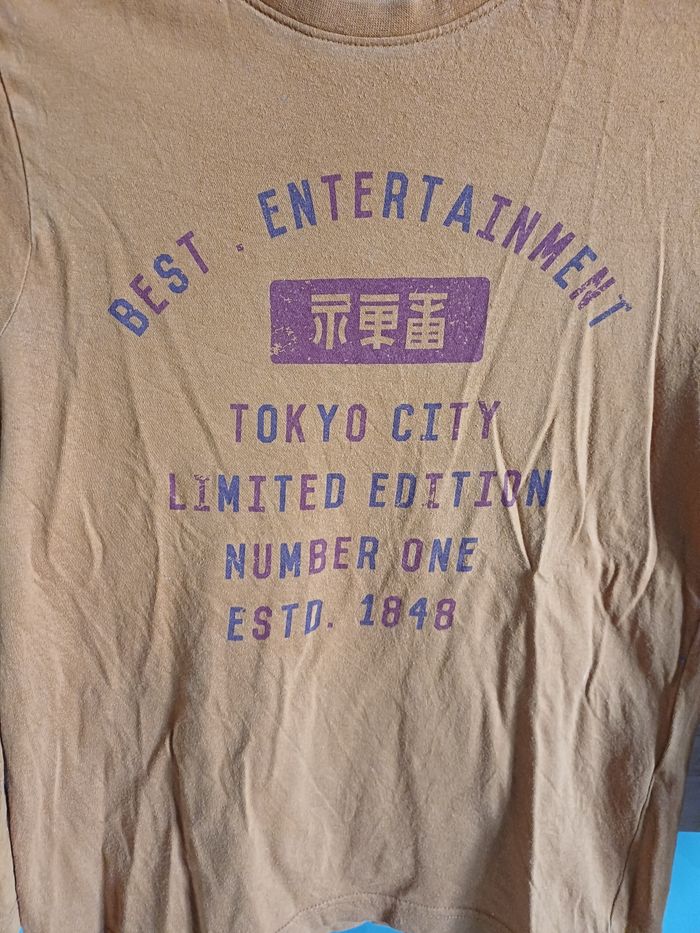 BEST . ENTERTAINMENT
TOKYO CITY
LIMITED EDITION
NUMBER ONE
ESTD. 1848